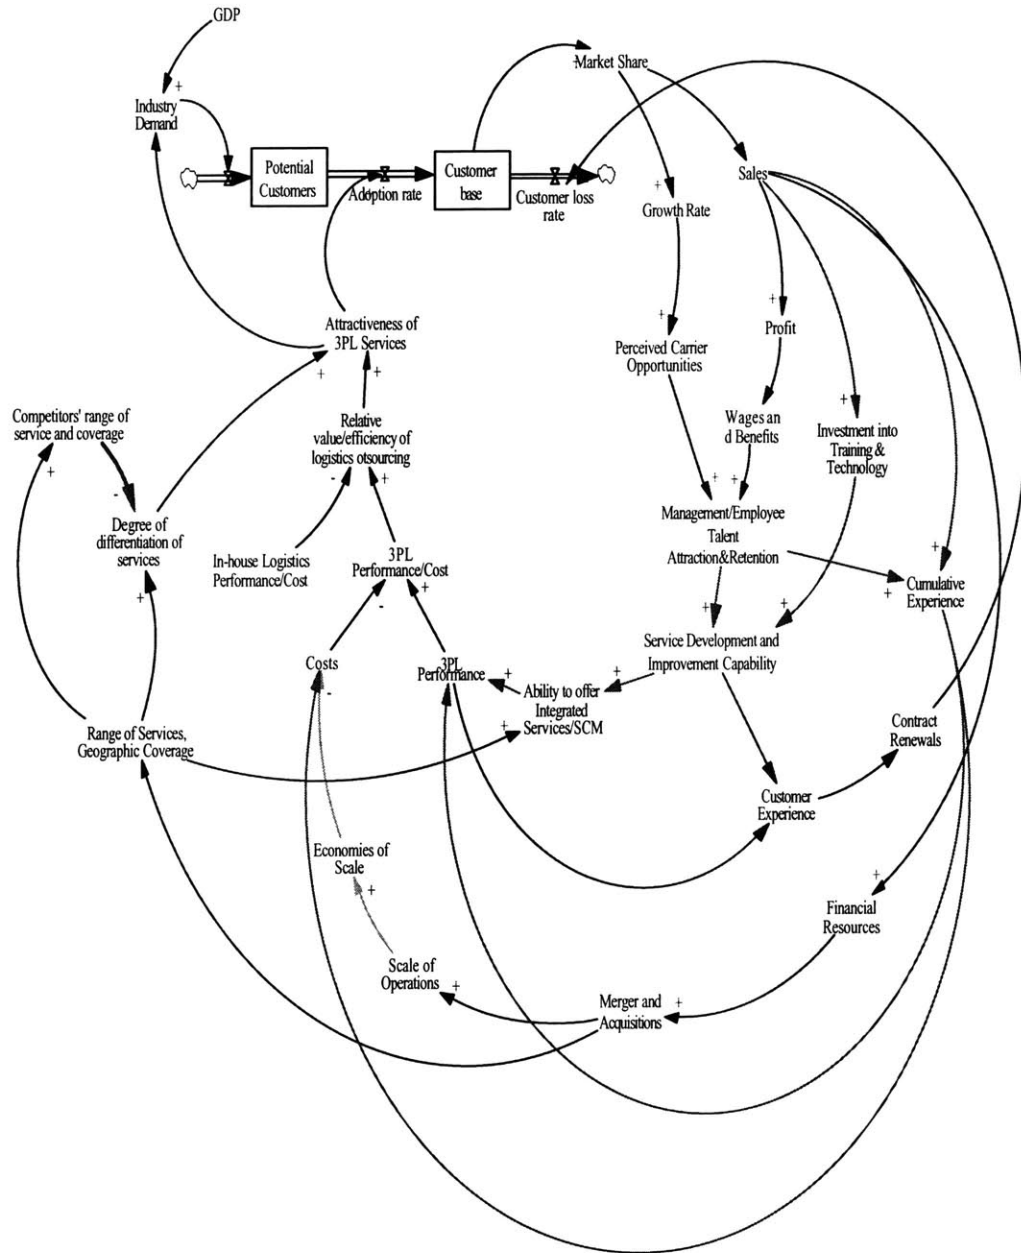 GDP
Market Share
Industry
Demand
Potential
Customers
Adoption rate
Customer
base
Customer loss
rate
Sales
Growth Rate
Attractiveness of
3PL Services
Perceived Carrier
Opportunities
Profit
Competitors' range of
service and coverage
Relative
value/efficiency of
logistics otsourcing
Wages an
d Benefits
Investment into
Training &
Technology
Degree of
differentiation of
services
In-house Logistics
Performance/Cost
3PL
Performance/Cost
Management/Employee
Talent
Attraction&Retention
Cumulative
Experience
Costs
3PL
Performance
Ability to offer
Integrated
Services/SCM
Service Development and
Improvement Capability
Range of Services,
Geographic Coverage
Contract
Renewals
Customer
Experience
Economies of
Scale
Financial
Resources
Scale of
Operations
Merger and
Acquisitions